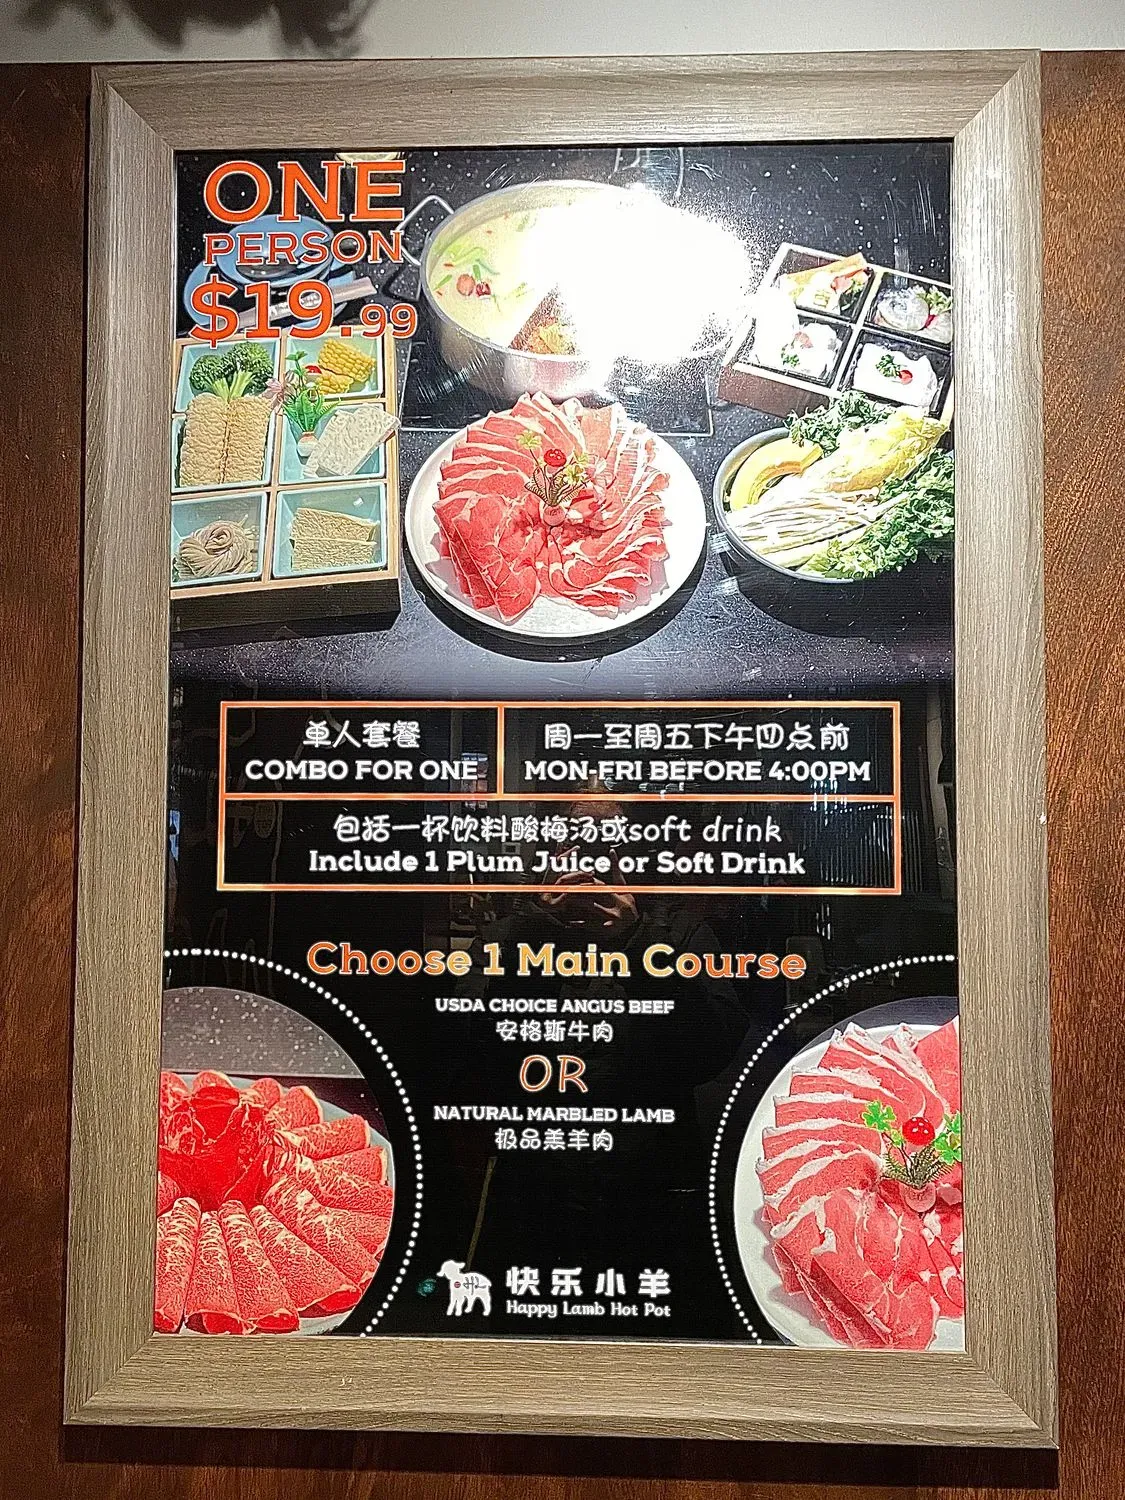 ONE
PERSON
$19.99
单人套餐
COMBO FOR ONE
周一至周五下午四点前
MON-FRI BEFORE 4:00PM
包括一杯饮料酸梅汤或soft drink
Include 1 Plum Juice or Soft Drink
Choose 1 Main Course
USDA CHOICE ANGUS BEEF
安格斯牛肉
OR
NATURAL MARBLED LAMB
极品羔羊肉
快乐小羊
Happy Lamb Hot Pot